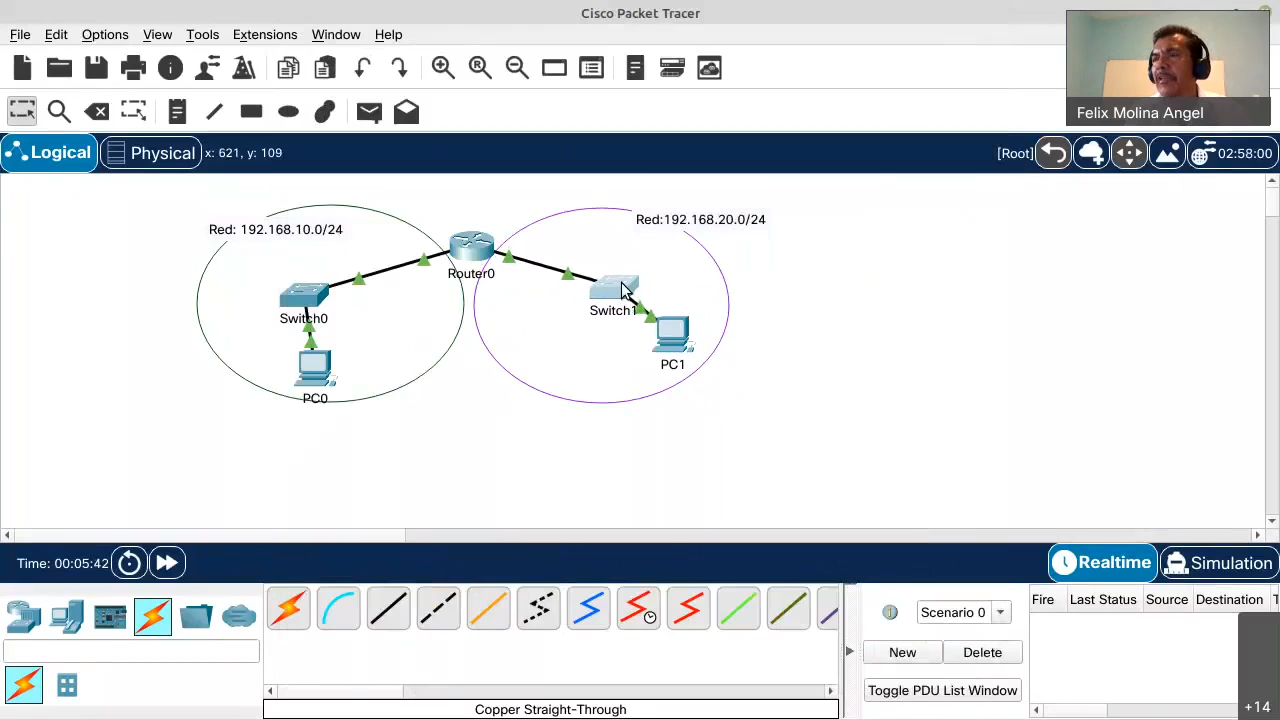 Cisco Packet Tracer
File Edit Options View Tools Extensions Window Help
Felix Molina Angel
Logical Physical x: 621, y: 109 [Root] 02:58:00
Red: 192.168.10.0/24
Red:192.168.20.0/24
Router0
Switch0
Switch1
PC1
PC0
Time: 00:05:42 Realtime Simulation
Scenario 0
Fire Last Status Source Destination T
New Delete
Toggle PDU List Window
Copper Straight-Through
+14